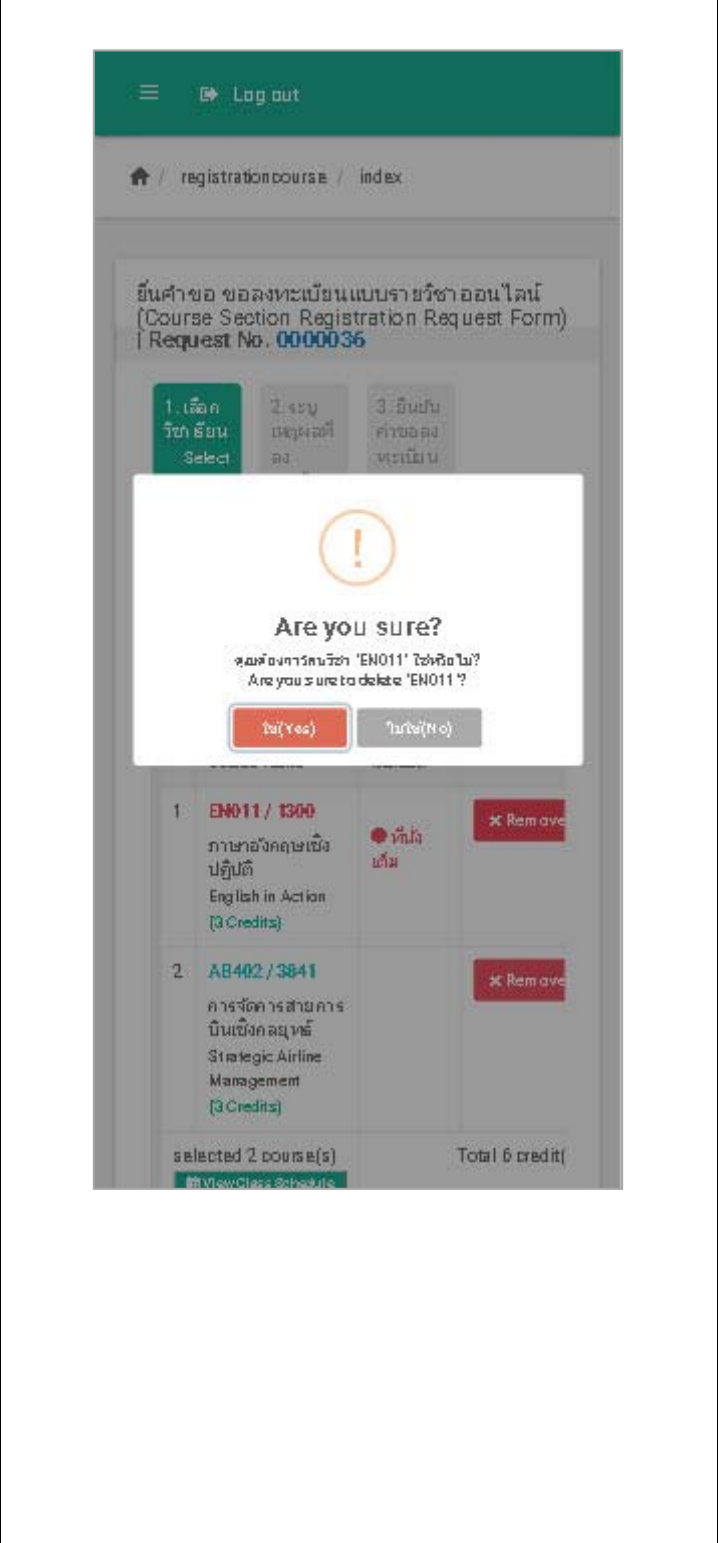 Log out
/ registrationcourse / index
ยื่นคำขอ ขอลงทะเบียนแบบรายวิชาออนไลน์
(Course Section Registration Request Form)
| Request No. 0000036
1.เลือก
วิชาเรียน
Select
2.ระบุ
เหตุผลที่
ลง
3.ยืนยัน
คำขอลง
ทะเบียน
!
Are you sure?
คุณต้องการลบวิชา 'EN011' ใช่หรือไม่?
Are you sure to delete 'EN011'?
ใช่(Yes)
ไม่ใช่(No)
1
EN011 / 1300
ภาษาอังกฤษเชิง
ปฏิบัติ
English in Action
(3 Credits)
ที่นั่ง
เต็ม
× Remove
2
AB402 / 3841
การจัดการสายการ
บินเชิงกลยุทธ์
Strategic Airline
Management
(3 Credits)
× Remove
selected 2 course(s)
Total 6 credit(
View Class Schedule